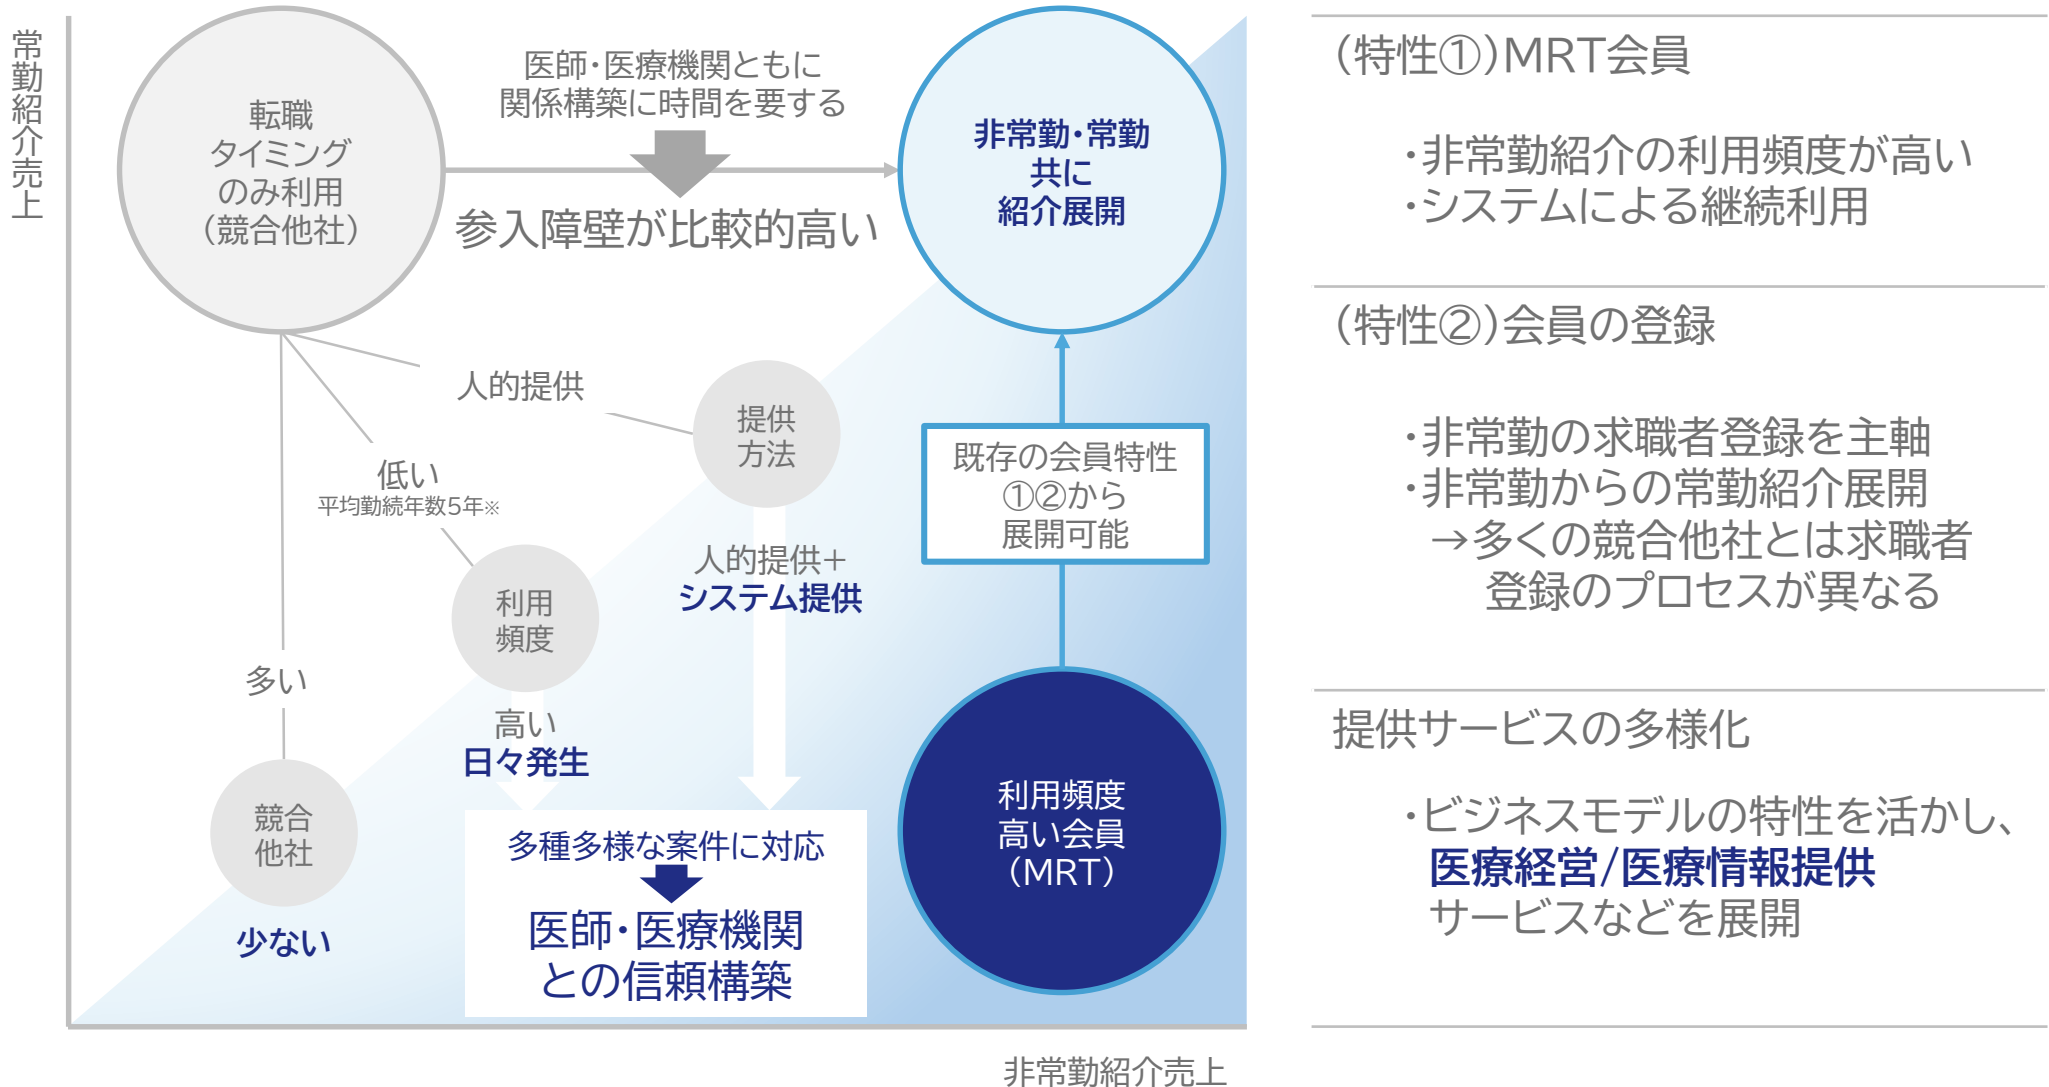 常勤紹介売上
転職
タイミング
のみ利用
（競合他社）
医師・医療機関ともに
関係構築に時間を要する
参入障壁が比較的高い
非常勤・常勤
共に
紹介展開
人的提供
提供
方法
低い
平均勤続年数5年※
利用
頻度
人的提供＋
システム提供
既存の会員特性
①②から
展開可能
多い
高い
日々発生
競合
他社
少ない
多種多様な案件に対応
医師・医療機関
との信頼構築
利用頻度
高い会員
（MRT）
非常勤紹介売上
（特性①）MRT会員
・非常勤紹介の利用頻度が高い
・システムによる継続利用
（特性②）会員の登録
・非常勤の求職者登録を主軸
・非常勤からの常勤紹介展開
→多くの競合他社とは求職者
登録のプロセスが異なる
提供サービスの多様化
・ビジネスモデルの特性を活かし、
医療経営/医療情報提供
サービスなどを展開